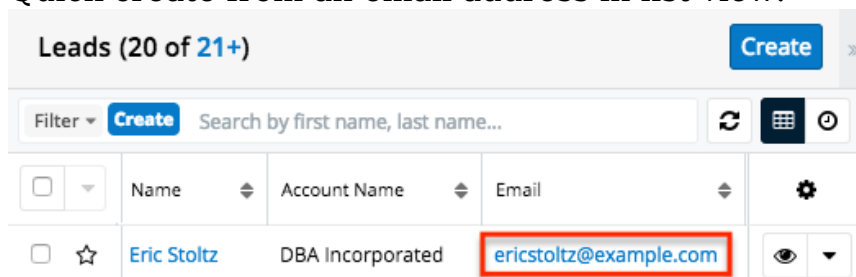 Leads (20 of 21+) Create
Filter Create Search by first name, last name...
Name Account Name Email
Eric Stoltz DBA Incorporated ericstoltz@example.com